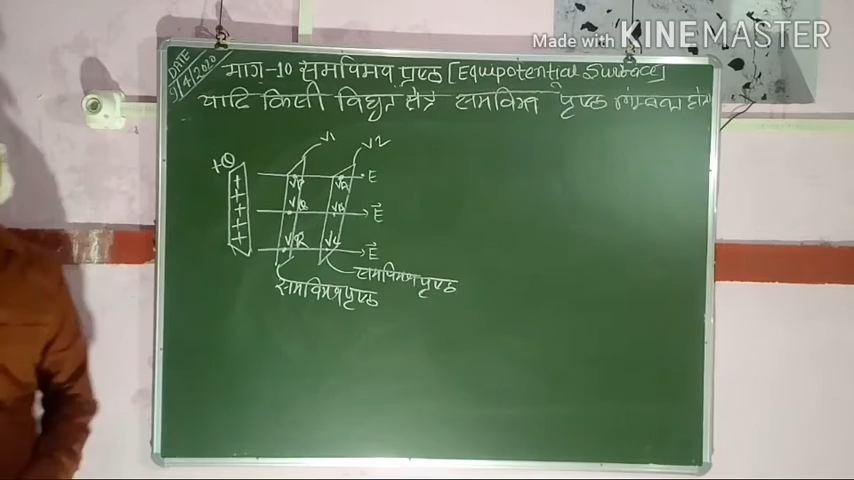 Made with KINEMASTER
DATE
9/4/2020
भाग-10 समविभव पृष्ठ [Equipotential Surface]
यदि किसी विद्युत क्षेत्र समविभव पृष्ठ
V1
V2
+Q
E
E
E
समविभव पृष्ठ
समविभव पृष्ठ